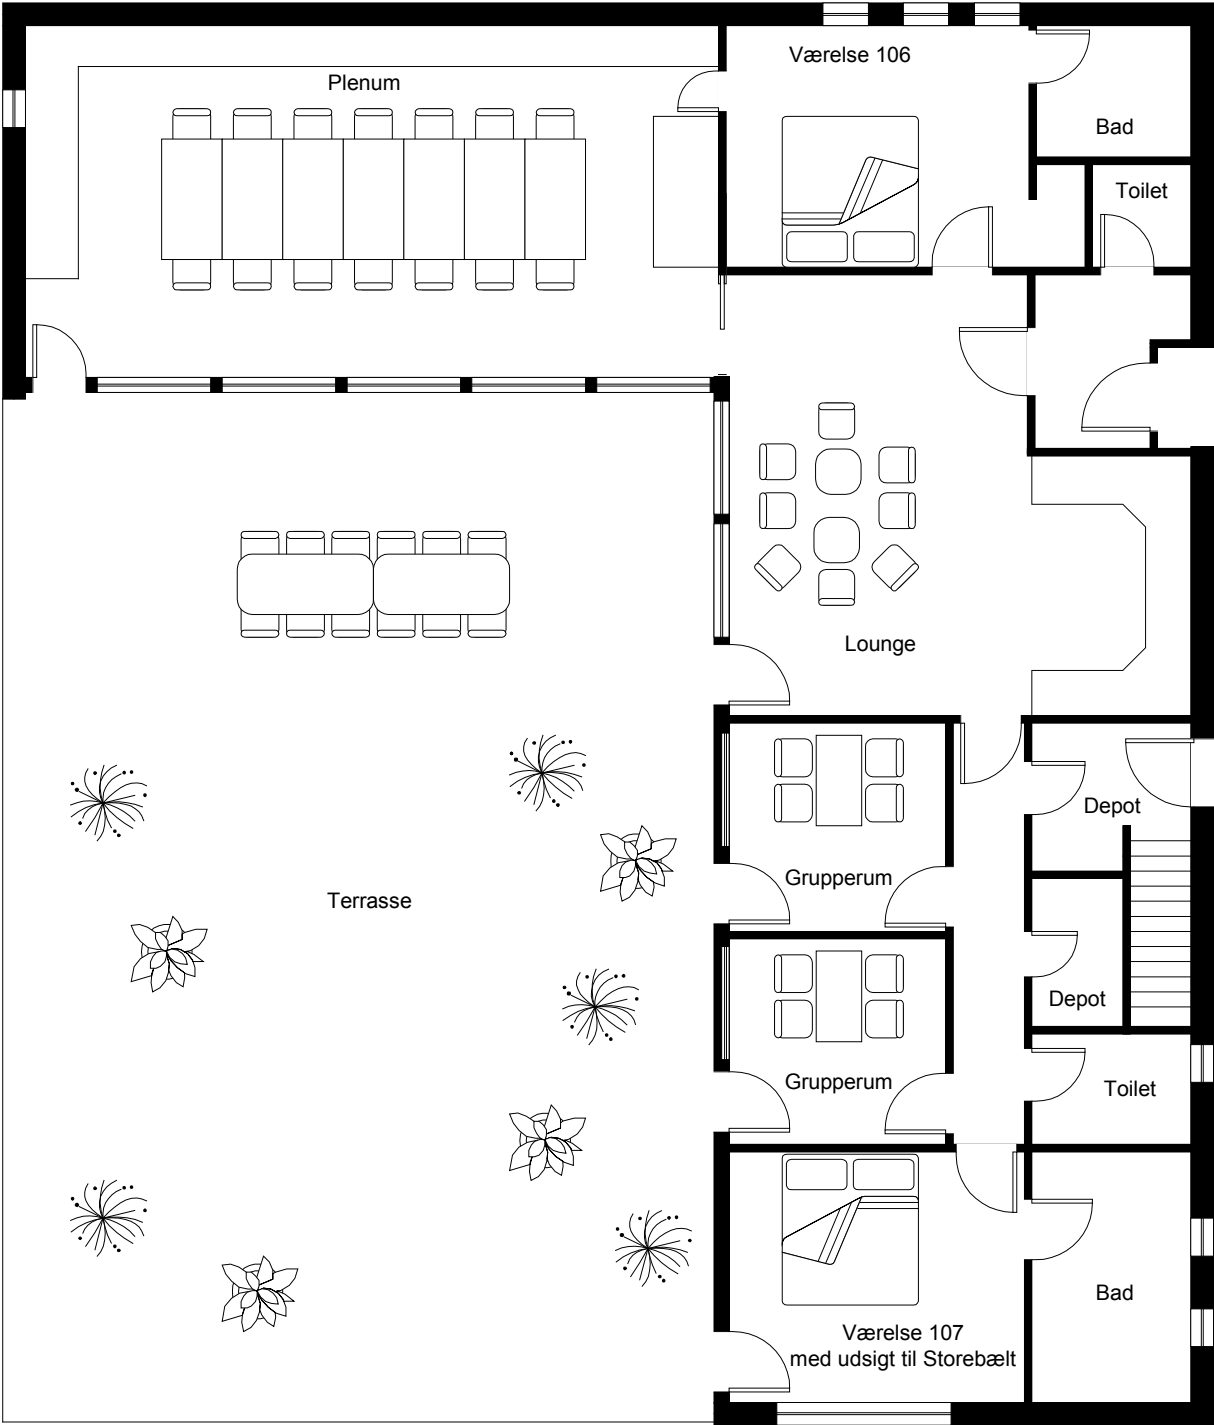 Værelse 106
Plenum
Bad
Toilet
Lounge
Depot
Grupperum
Terrasse
Depot
Grupperum
Toilet
Bad
Værelse 107
med udsigt til Storebælt